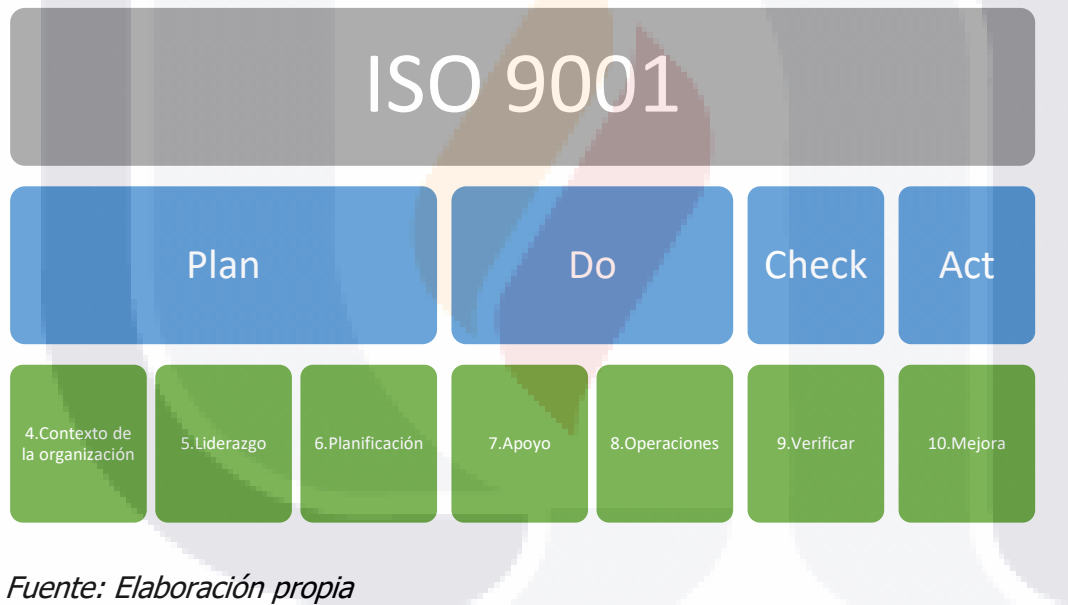 ISO 9001
Plan
Do
Check
Act
4.Contexto de
la organización
5.Liderazgo
6.Planificación
7.Apoyo
8.Operaciones
9.Verificar
10.Mejora
Fuente: Elaboración propia